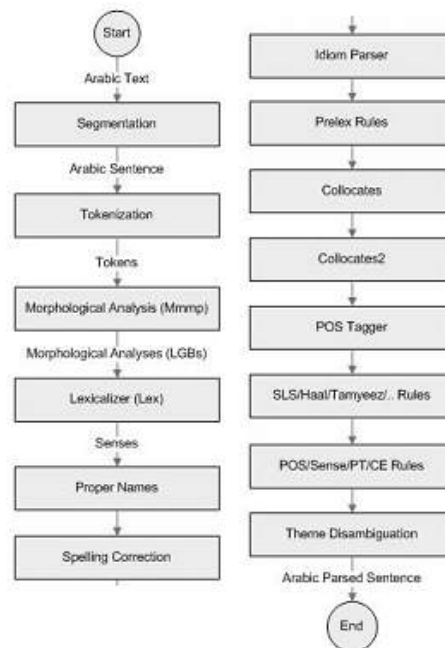 Start
Arabic Text
Segmentation
Arabic Sentence
Tokenization
Tokens
Morphological Analysis (Mmmp)
Morphological Analyses (LGBs)
Lexicalizer (Lex)
Senses
Proper Names
Spelling Correction
Idiom Parser
Prelex Rules
Collocates
Collocates2
POS Tagger
SLS/Haal/Tamyeez/.. Rules
POS/Sense/PT/CE Rules
Theme Disambiguation
Arabic Parsed Sentence
End